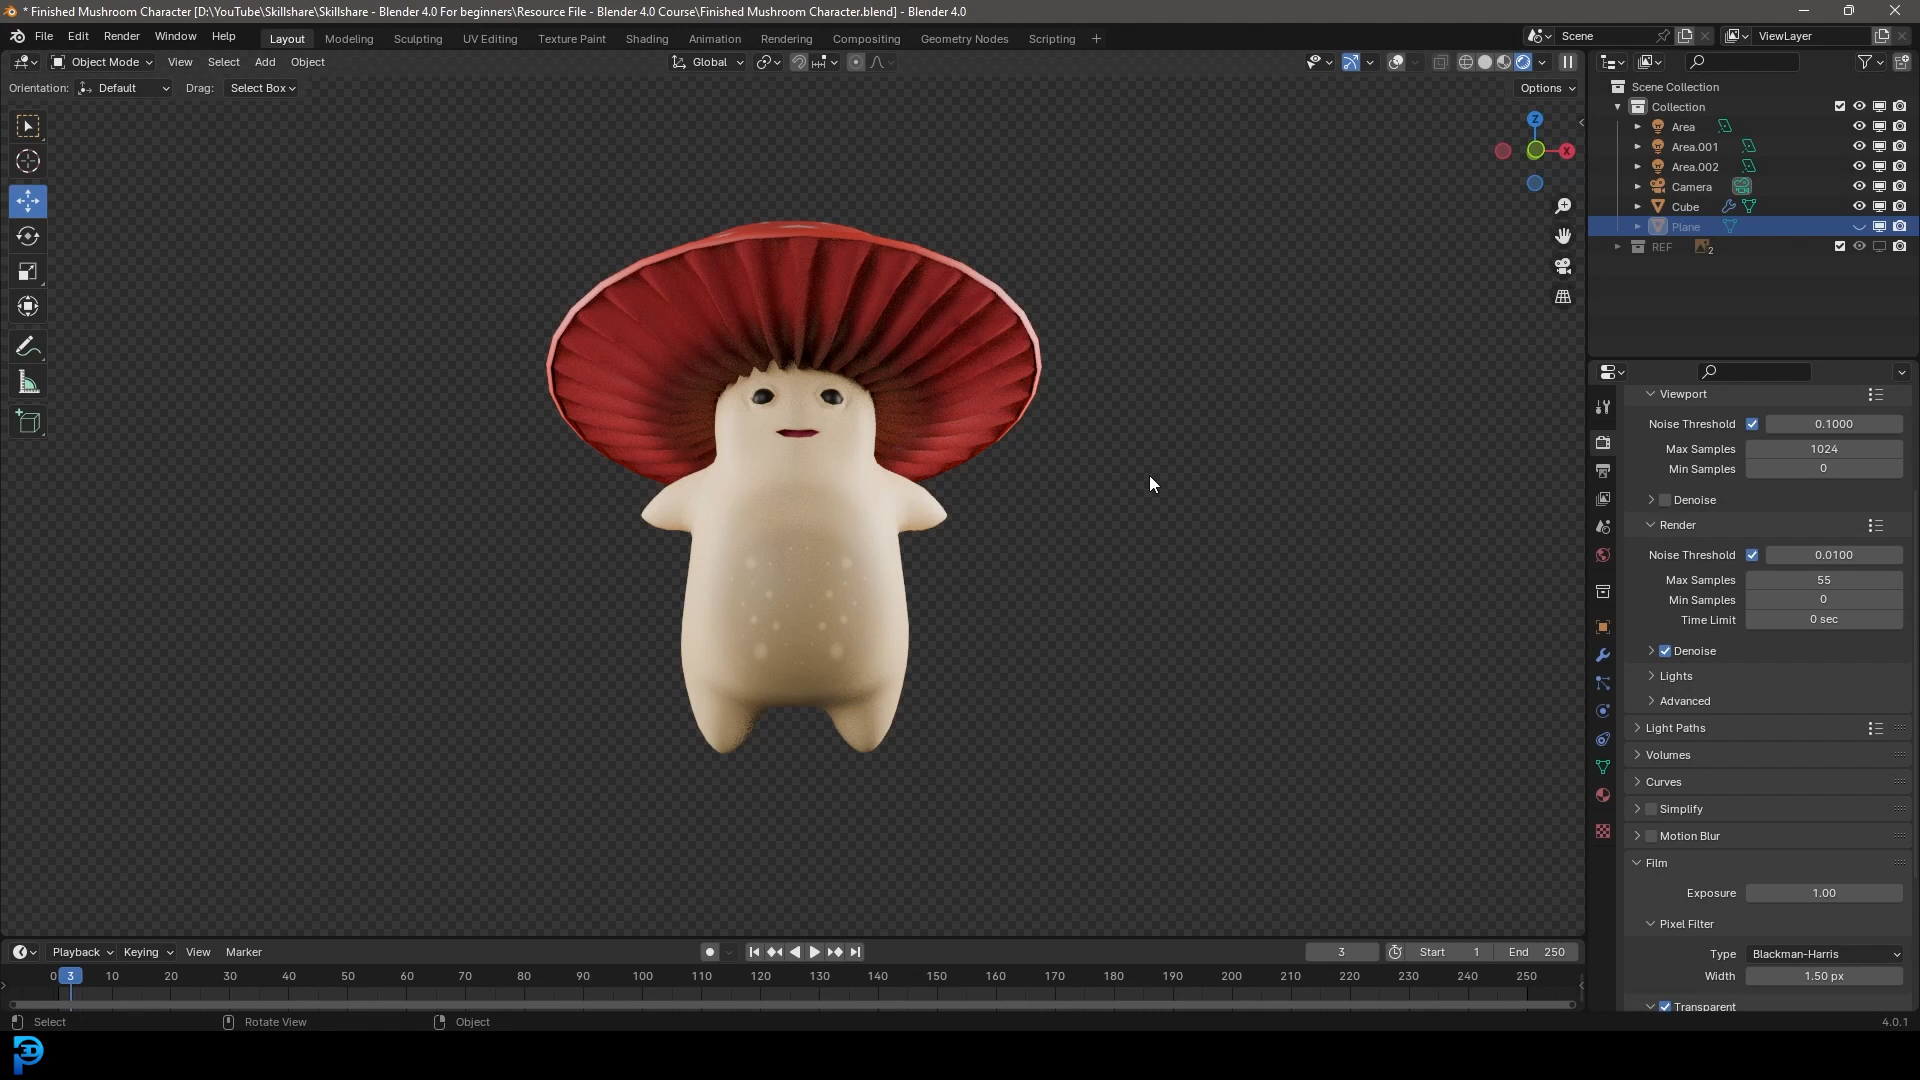 * Finished Mushroom Character [D:\YouTube\Skillshare\Skillshare - Blender 4.0 For beginners\Resource File - Blender 4.0 Course\Finished Mushroom Character.blend] - Blender 4.0
File Edit Render Window Help Layout Modeling Sculpting UV Editing Texture Paint Shading Animation Rendering Compositing Geometry Nodes Scripting + Scene ViewLayer
Object Mode View Select Add Object Global
Orientation: Default Drag: Select Box Options
Z
X
Scene Collection
Collection
Area
Area.001
Area.002
Camera
Cube
Plane
REF 2
Viewport
Noise Threshold 0.1000
Max Samples 1024
Min Samples 0
Denoise
Render
Noise Threshold 0.0100
Max Samples 55
Min Samples 0
Time Limit 0 sec
Denoise
Lights
Advanced
Light Paths
Volumes
Curves
Simplify
Motion Blur
Film
Exposure 1.00
Pixel Filter
Type Blackman-Harris
Width 1.50 px
Transparent
Playback Keying View Marker 3 Start 1 End 250
0 3 10 20 30 40 50 60 70 80 90 100 110 120 130 140 150 160 170 180 190 200 210 220 230 240 250
Select Rotate View Object 4.0.1
3D